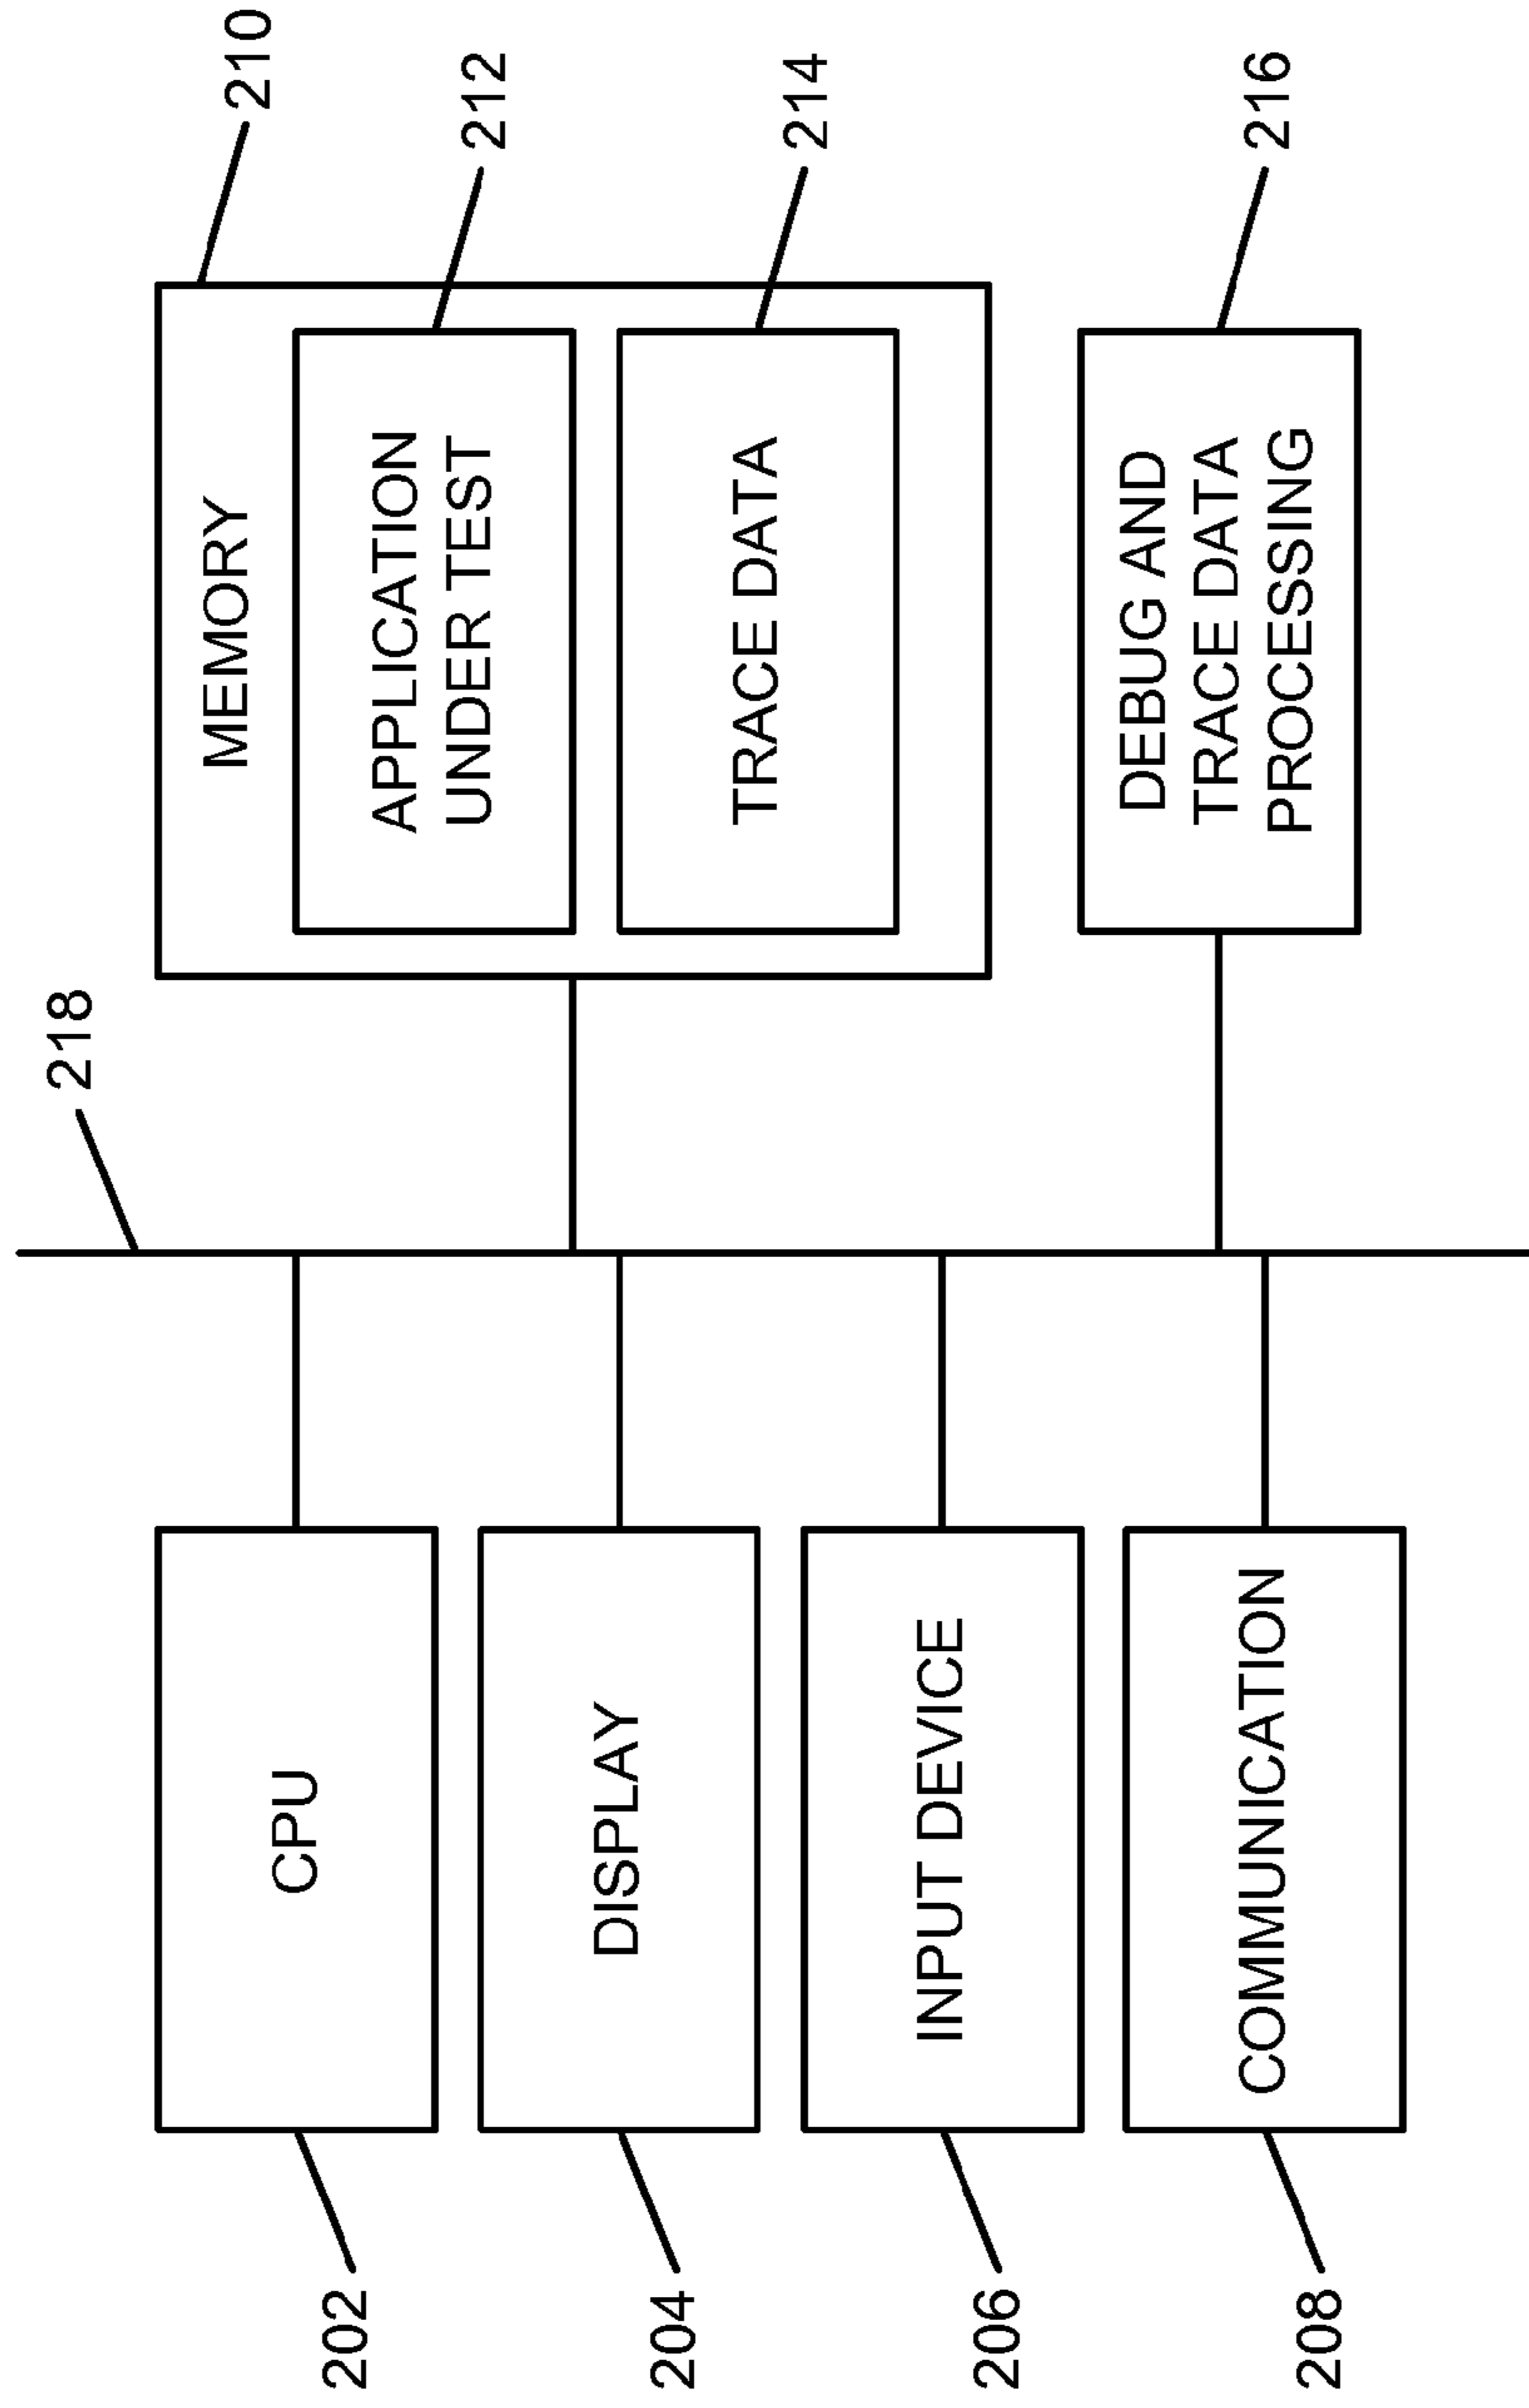 218
202
CPU
204
DISPLAY
206
INPUT DEVICE
208
COMMUNICATION
210
MEMORY
212
APPLICATION
UNDER TEST
214
TRACE DATA
216
DEBUG AND
TRACE DATA
PROCESSING